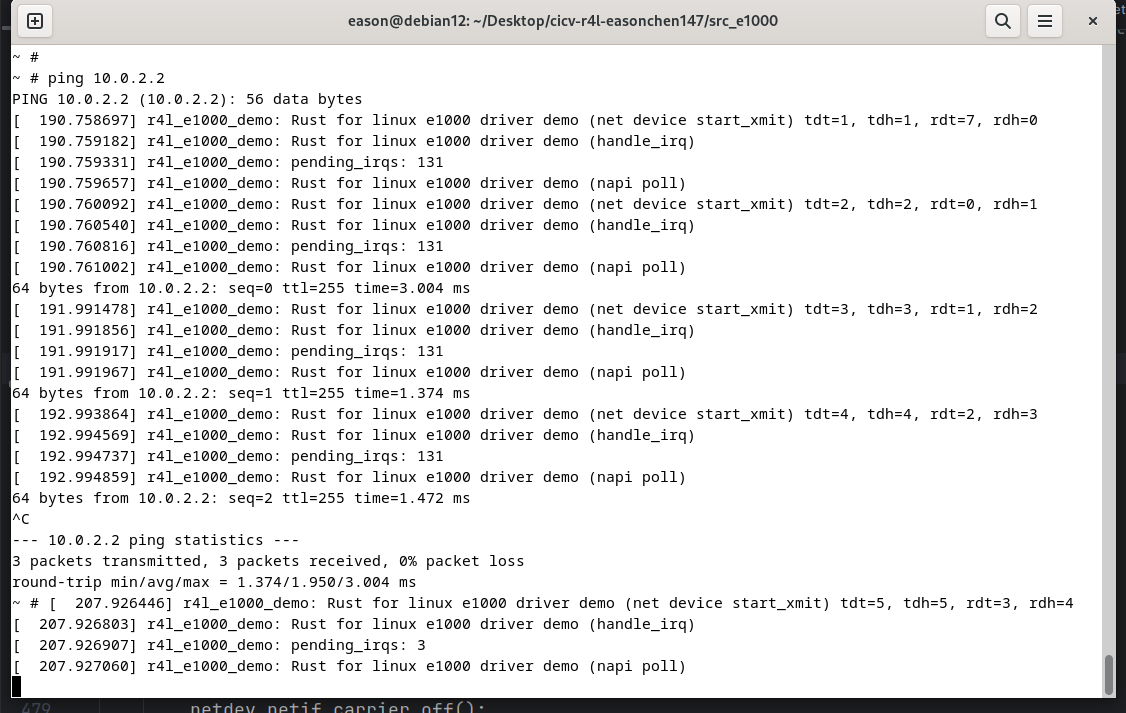 eason@debian12: ~/Desktop/cicv-r4l-easonchen147/src_e1000
~ #
~ # ping 10.0.2.2
PING 10.0.2.2 (10.0.2.2): 56 data bytes
[  190.758697] r4l_e1000_demo: Rust for linux e1000 driver demo (net device start_xmit) tdt=1, tdh=1, rdt=7, rdh=0
[  190.759182] r4l_e1000_demo: Rust for linux e1000 driver demo (handle_irq)
[  190.759331] r4l_e1000_demo: pending_irqs: 131
[  190.759657] r4l_e1000_demo: Rust for linux e1000 driver demo (napi poll)
[  190.760092] r4l_e1000_demo: Rust for linux e1000 driver demo (net device start_xmit) tdt=2, tdh=2, rdt=0, rdh=1
[  190.760540] r4l_e1000_demo: Rust for linux e1000 driver demo (handle_irq)
[  190.760816] r4l_e1000_demo: pending_irqs: 131
[  190.761002] r4l_e1000_demo: Rust for linux e1000 driver demo (napi poll)
64 bytes from 10.0.2.2: seq=0 ttl=255 time=3.004 ms
[  191.991478] r4l_e1000_demo: Rust for linux e1000 driver demo (net device start_xmit) tdt=3, tdh=3, rdt=1, rdh=2
[  191.991856] r4l_e1000_demo: Rust for linux e1000 driver demo (handle_irq)
[  191.991917] r4l_e1000_demo: pending_irqs: 131
[  191.991967] r4l_e1000_demo: Rust for linux e1000 driver demo (napi poll)
64 bytes from 10.0.2.2: seq=1 ttl=255 time=1.374 ms
[  192.993864] r4l_e1000_demo: Rust for linux e1000 driver demo (net device start_xmit) tdt=4, tdh=4, rdt=2, rdh=3
[  192.994569] r4l_e1000_demo: Rust for linux e1000 driver demo (handle_irq)
[  192.994737] r4l_e1000_demo: pending_irqs: 131
[  192.994859] r4l_e1000_demo: Rust for linux e1000 driver demo (napi poll)
64 bytes from 10.0.2.2: seq=2 ttl=255 time=1.472 ms
^C
--- 10.0.2.2 ping statistics ---
3 packets transmitted, 3 packets received, 0% packet loss
round-trip min/avg/max = 1.374/1.950/3.004 ms
~ # [  207.926446] r4l_e1000_demo: Rust for linux e1000 driver demo (net device start_xmit) tdt=5, tdh=5, rdt=3, rdh=4
[  207.926803] r4l_e1000_demo: Rust for linux e1000 driver demo (handle_irq)
[  207.926907] r4l_e1000_demo: pending_irqs: 3
[  207.927060] r4l_e1000_demo: Rust for linux e1000 driver demo (napi poll)
479 netdev.netif_carrier_off();